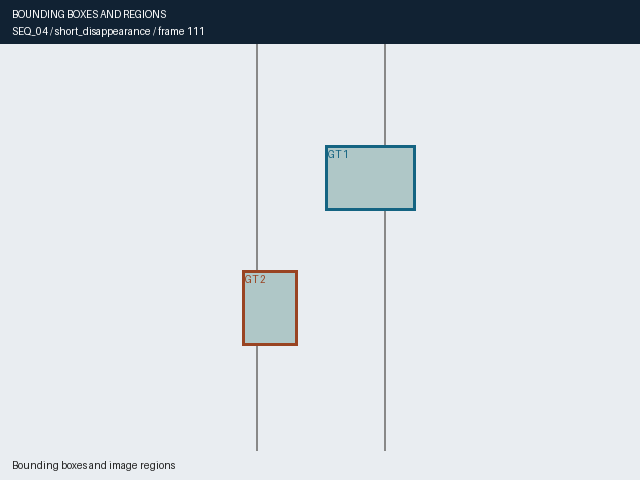 BOUNDING BOXES AND REGIONS
SEQ_04 / short_disappearance / frame 111
GT1
GT2
Bounding boxes and image regions